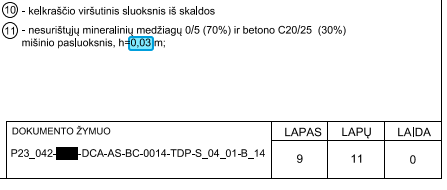 10 - kelkraščio viršutinis sluoksnis iš skaldos
11 - nesurištųjų mineralinių medžiagų 0/5 (70%) ir betono C20/25 (30%)
mišinio pasluoksnis, h=0,03 m;
DOKUMENTO ŽYMUO LAPAS LAPŲ LAIDA
P23_042- -DCA-AS-BC-0014-TDP-S_04_01-B_14 9 11 0